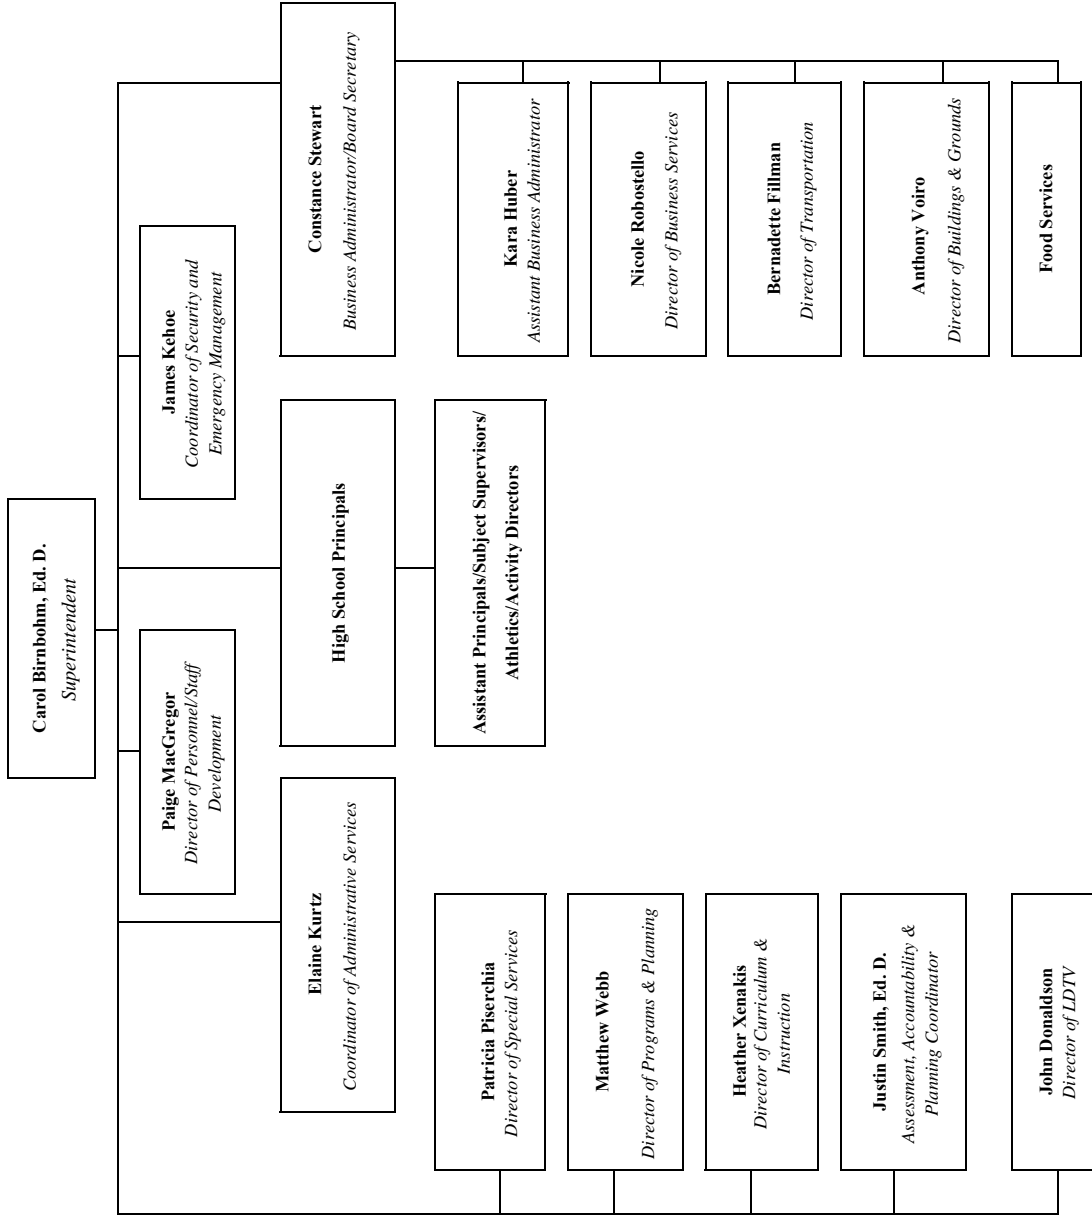 Carol Birnbohm, Ed. D.
Superintendent
Paige MacGregor
Director of Personnel/Staff
Development
James Kehoe
Coordinator of Security and
Emergency Management
Elaine Kurtz
Coordinator of Administrative Services
High School Principals
Constance Stewart
Business Administrator/Board Secretary
Patricia Piserchia
Director of Special Services
Matthew Webb
Director of Programs & Planning
Heather Xenakis
Director of Curriculum &
Instruction
Justin Smith, Ed. D.
Assessment, Accountability &
Planning Coordinator
John Donaldson
Director of LDTV
Assistant Principals/Subject Supervisors/
Athletics/Activity Directors
Kara Huber
Assistant Business Administrator
Nicole Robostello
Director of Business Services
Bernadette Fillman
Director of Transportation
Anthony Voiro
Director of Buildings & Grounds
Food Services